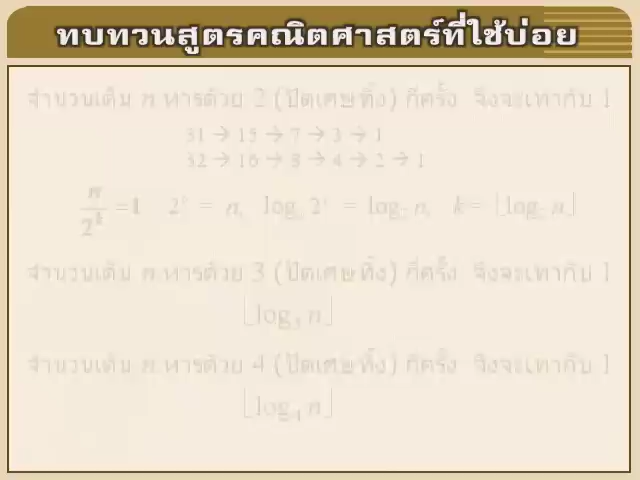 ทบทวนสูตรคณิตศาสตร์ที่ใช้บ่อย
จำนวนเต็ม n หารด้วย 2 (ปัดเศษทิ้ง) กี่ครั้ง จึงจะเท่ากับ 1
31 → 15 → 7 → 3 → 1
32 → 16 → 8 → 4 → 2 → 1
n/2^k =1 2^k = n, log₂ 2^k = log₂ n, k = ⌊log₂ n⌋
จำนวนเต็ม n หารด้วย 3 (ปัดเศษทิ้ง) กี่ครั้ง จึงจะเท่ากับ 1
⌊log₃ n⌋
จำนวนเต็ม n หารด้วย 4 (ปัดเศษทิ้ง) กี่ครั้ง จึงจะเท่ากับ 1
⌊log₄ n⌋